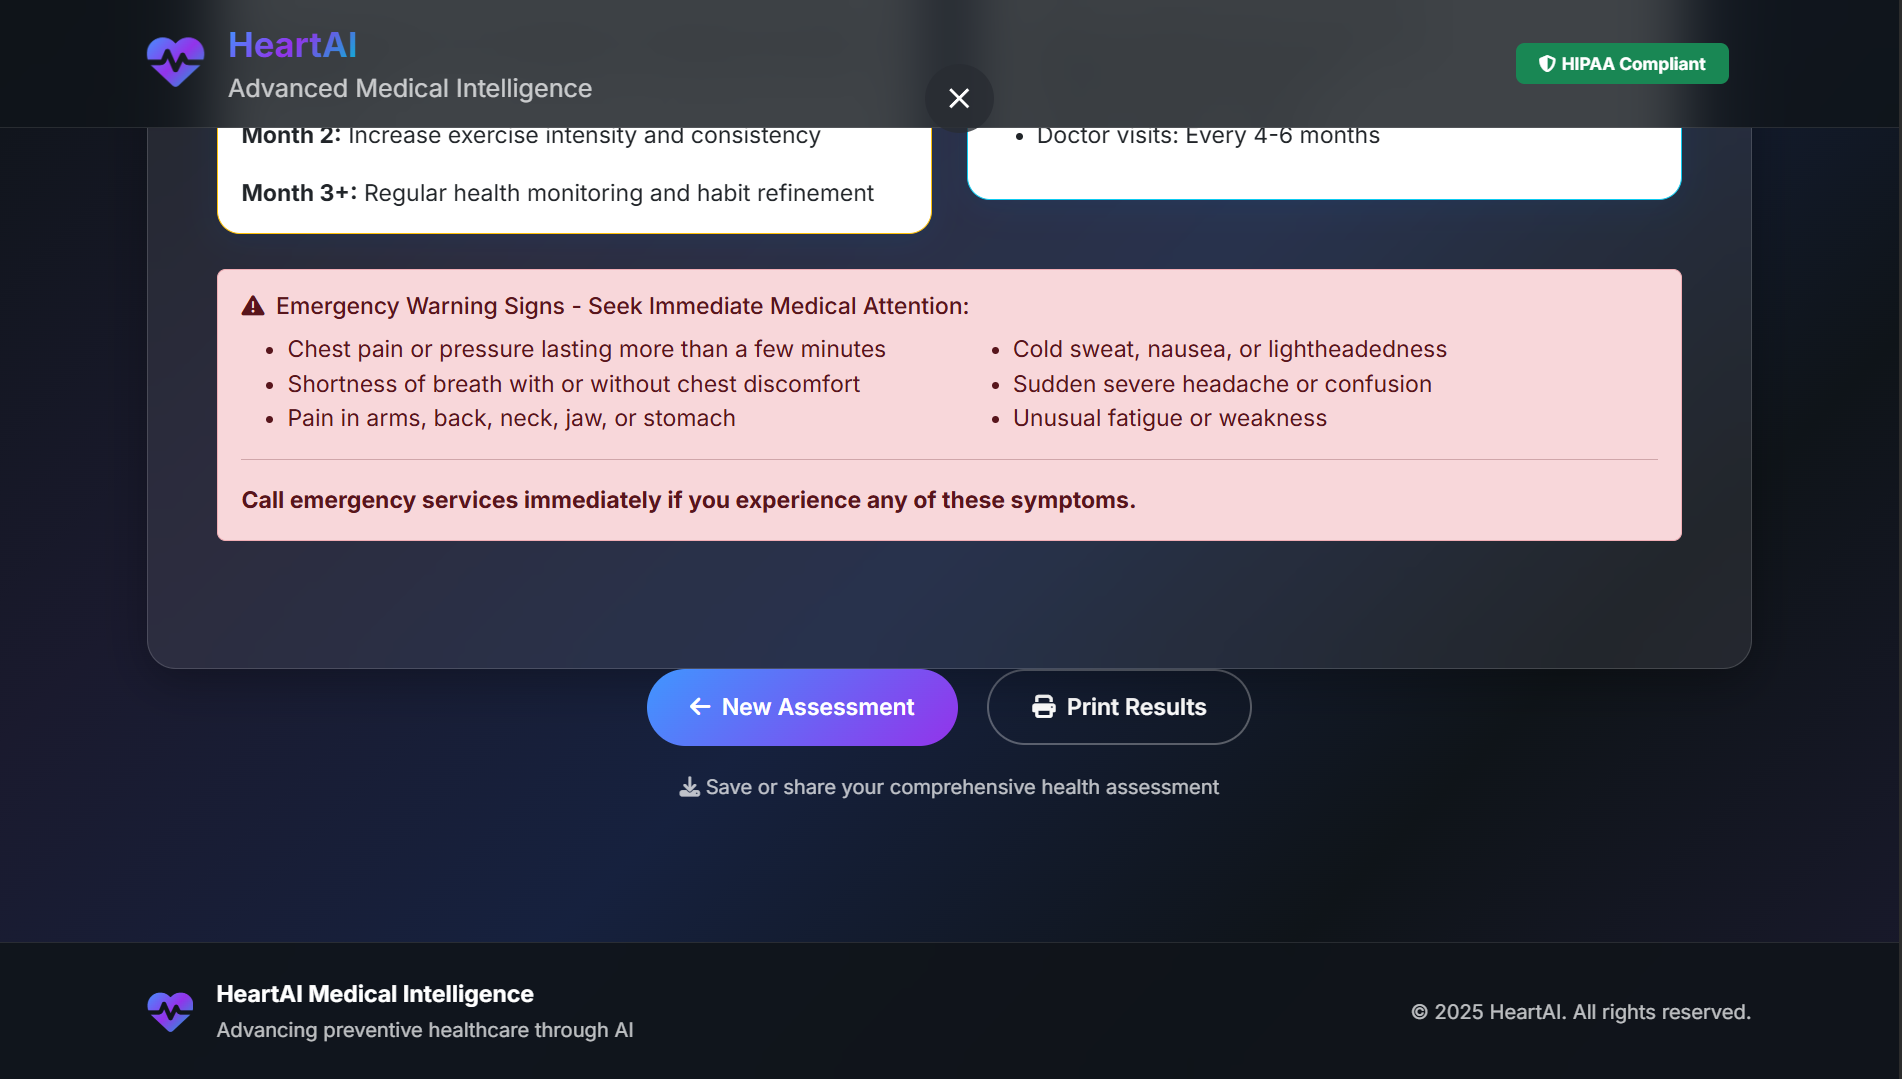 HeartAI
Advanced Medical Intelligence
HIPAA Compliant
Month 2: Increase exercise intensity and consistency
Month 3+: Regular health monitoring and habit refinement
• Doctor visits: Every 4-6 months
Emergency Warning Signs - Seek Immediate Medical Attention:
• Chest pain or pressure lasting more than a few minutes
• Shortness of breath with or without chest discomfort
• Pain in arms, back, neck, jaw, or stomach
• Cold sweat, nausea, or lightheadedness
• Sudden severe headache or confusion
• Unusual fatigue or weakness
Call emergency services immediately if you experience any of these symptoms.
New Assessment
Print Results
Save or share your comprehensive health assessment
HeartAI Medical Intelligence
Advancing preventive healthcare through AI
© 2025 HeartAI. All rights reserved.